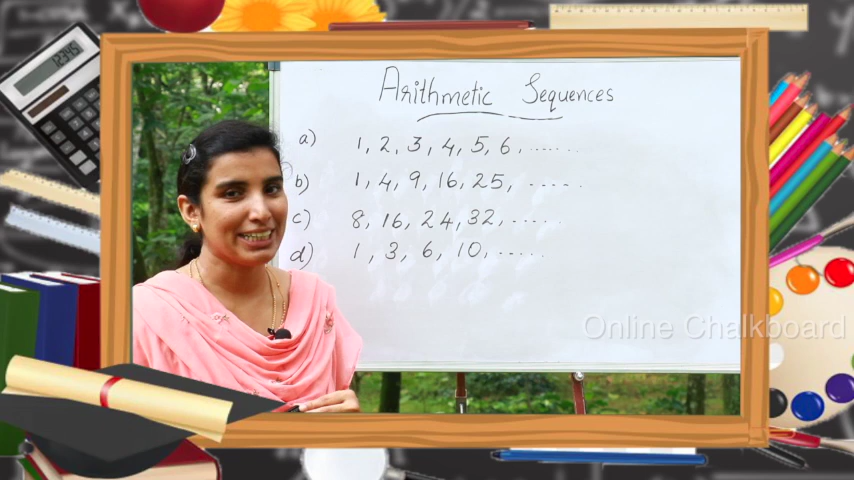 12345
Arithmetic Sequences
a) 1, 2, 3, 4, 5, 6, ......
b) 1, 4, 9, 16, 25, .....
c) 8, 16, 24, 32, .....
d) 1, 3, 6, 10, .....
Online Chalkboard